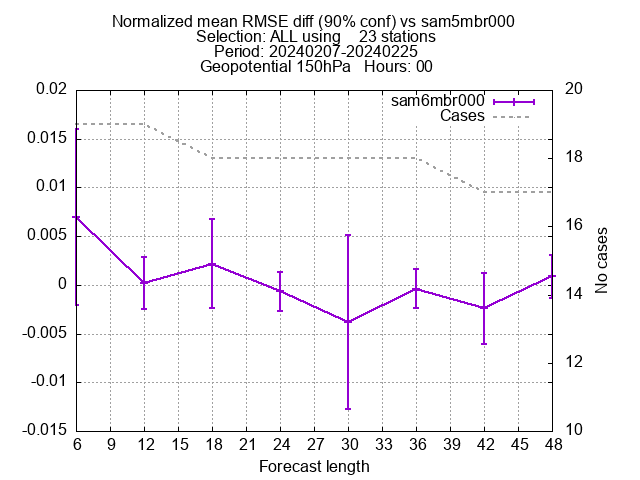 Normalized mean RMSE diff (90% conf) vs sam5mbr000
Selection: ALL using    23 stations
Period: 20240207-20240225
Geopotential 150hPa   Hours: 00
sam6mbr000
Cases
0.02
0.015
0.01
0.005
0
-0.005
-0.01
-0.015
20
18
16
14
12
10
No cases
6 9 12 15 18 21 24 27 30 33 36 39 42 45 48
Forecast length